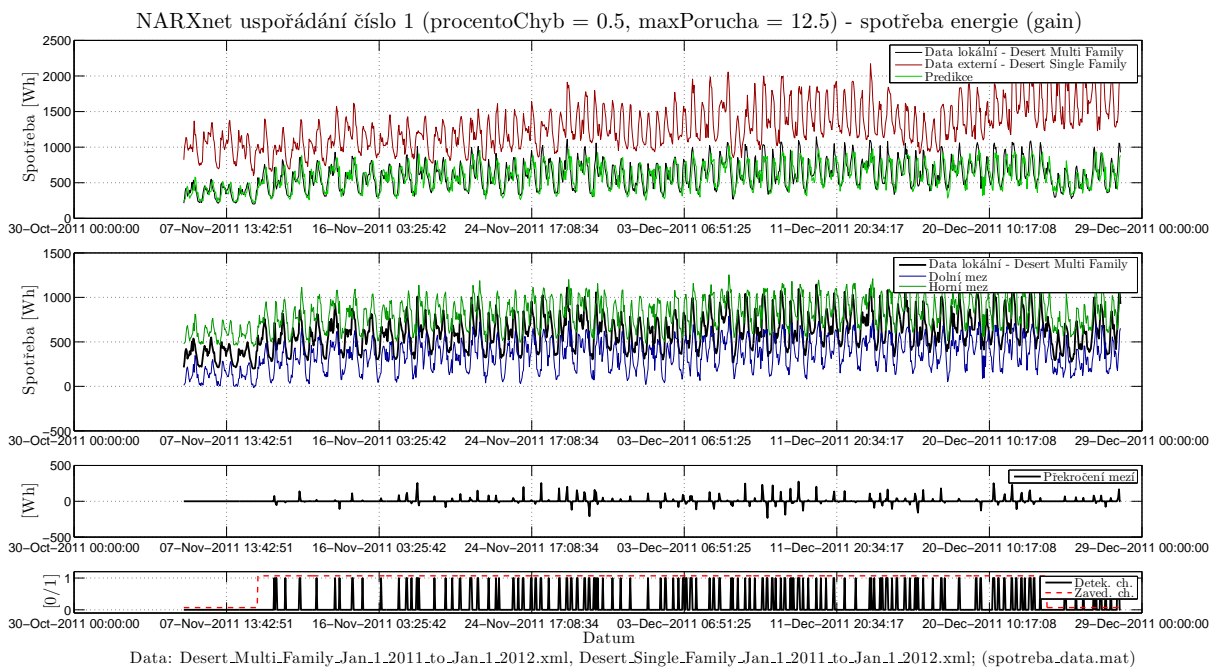 NARXnet uspořádání číslo 1 (procentoChyb = 0.5, maxPorucha = 12.5) - spotřeba energie (gain)
Spotřeba [Wh]
2500
2000
1500
1000
500
0
Data lokální - Desert Multi Family
Data externí - Desert Single Family
Predikce
30−Oct−2011 00:00:00 07−Nov−2011 13:42:51 16−Nov−2011 03:25:42 24−Nov−2011 17:08:34 03−Dec−2011 06:51:25 11−Dec−2011 20:34:17 20−Dec−2011 10:17:08 29−Dec−2011 00:00:00
Spotřeba [Wh]
1500
1000
500
0
−500
Data lokální - Desert Multi Family
Dolní mez
Horní mez
30−Oct−2011 00:00:00 07−Nov−2011 13:42:51 16−Nov−2011 03:25:42 24−Nov−2011 17:08:34 03−Dec−2011 06:51:25 11−Dec−2011 20:34:17 20−Dec−2011 10:17:08 29−Dec−2011 00:00:00
[Wh]
500
0
−500
Překročení mezí
30−Oct−2011 00:00:00 07−Nov−2011 13:42:51 16−Nov−2011 03:25:42 24−Nov−2011 17:08:34 03−Dec−2011 06:51:25 11−Dec−2011 20:34:17 20−Dec−2011 10:17:08 29−Dec−2011 00:00:00
[0/1]
1
0
Detek. ch.
Zaved. ch.
30−Oct−2011 00:00:00 07−Nov−2011 13:42:51 16−Nov−2011 03:25:42 24−Nov−2011 17:08:34 03−Dec−2011 06:51:25 11−Dec−2011 20:34:17 20−Dec−2011 10:17:08 29−Dec−2011 00:00:00
Datum
Data: Desert_Multi_Family_Jan_1_2011_to_Jan_1_2012.xml, Desert_Single_Family_Jan_1_2011_to_Jan_1_2012.xml; (spotreba_data.mat)